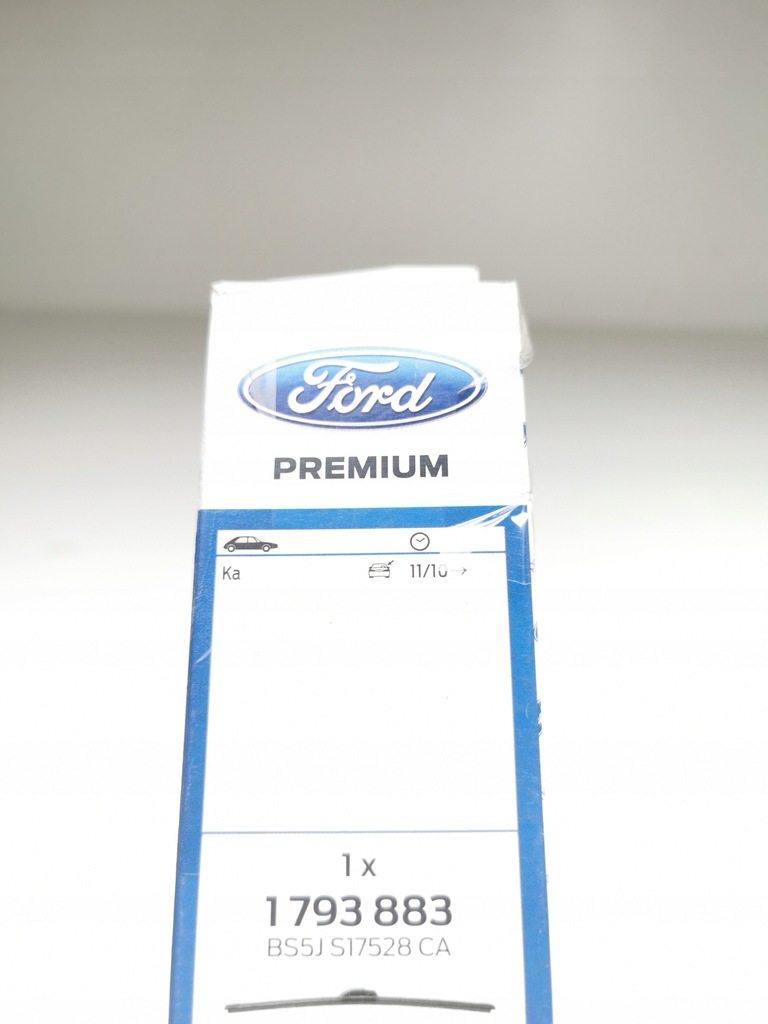 Ford
PREMIUM
Ka 11/10→
1 x
1 793 883
BS5J S17528 CA